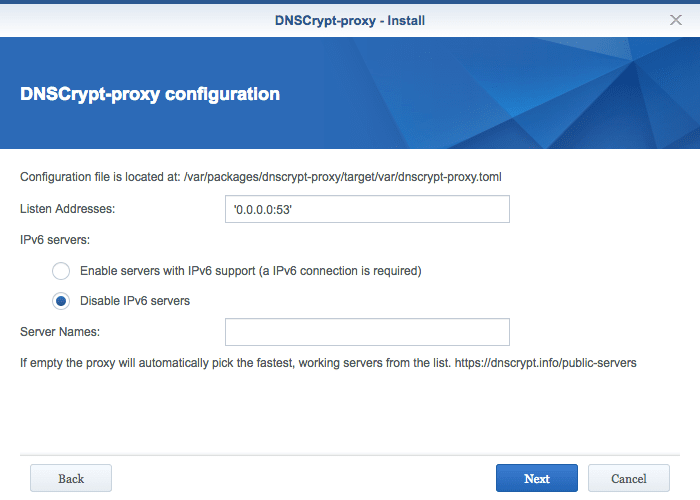 DNSCrypt-proxy - Install
DNSCrypt-proxy configuration
Configuration file is located at: /var/packages/dnscrypt-proxy/target/var/dnscrypt-proxy.toml
Listen Addresses:
'0.0.0.0:53'
IPv6 servers:
Enable servers with IPv6 support (a IPv6 connection is required)
Disable IPv6 servers
Server Names:
If empty the proxy will automatically pick the fastest, working servers from the list. https://dnscrypt.info/public-servers
Back
Next
Cancel